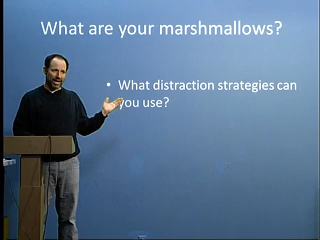 What are your marshmallows?
• What distraction strategies can
you use?